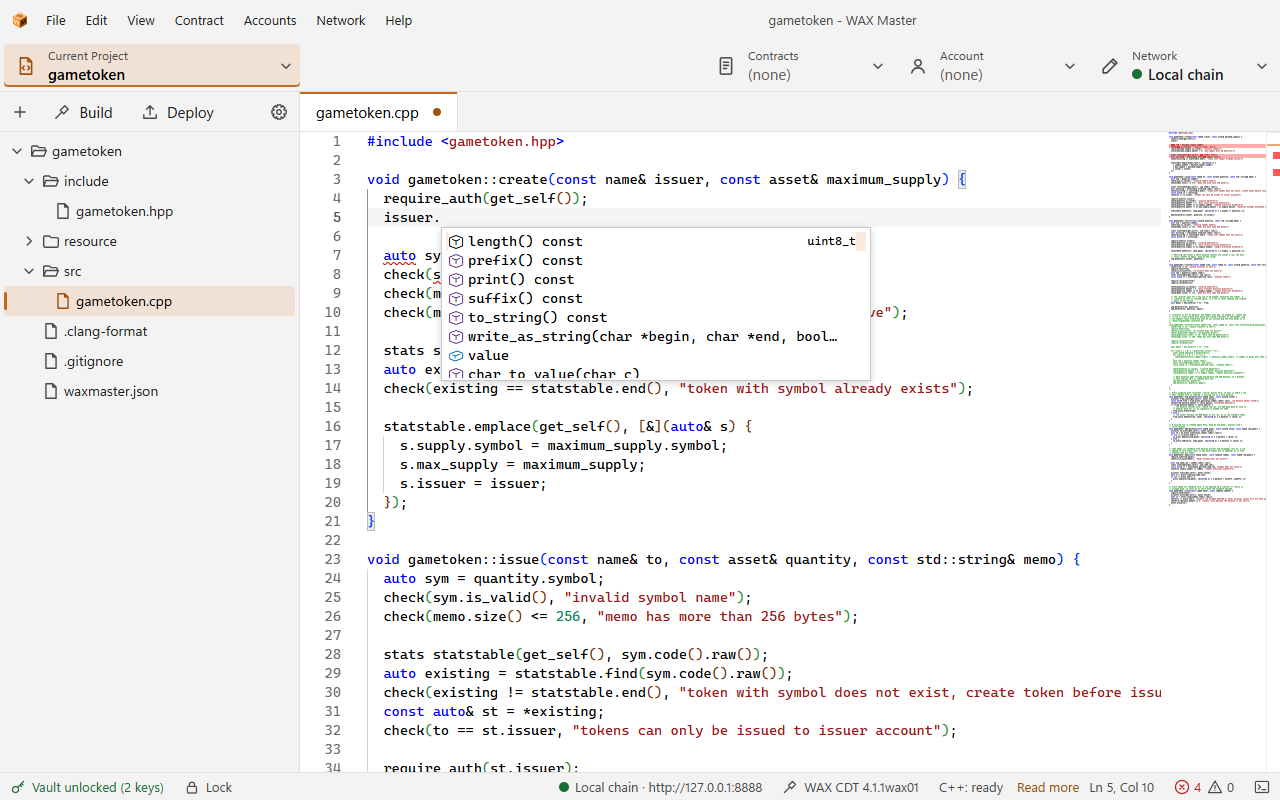 File Edit View Contract Accounts Network Help
gametoken - WAX Master
Current Project
gametoken
Contracts
(none)
Account
(none)
Network
Local chain
Build Deploy
gametoken.cpp
gametoken
include
gametoken.hpp
resource
src
gametoken.cpp
.clang-format
.gitignore
waxmaster.json
1 #include <gametoken.hpp>
2
3 void gametoken::create(const name& issuer, const asset& maximum_supply) {
4 require_auth(get_self());
5 issuer.
6
7 auto sy
8 check(s
9 check(m
10 check(m ve");
11
12 stats s
13 auto ex
length() const uint8_t
prefix() const
print() const
suffix() const
to_string() const
write_as_string(char *begin, char *end, bool…
value
char_to_value(char c)
14 check(existing == statstable.end(), "token with symbol already exists");
15
16 statstable.emplace(get_self(), [&](auto& s) {
17 s.supply.symbol = maximum_supply.symbol;
18 s.max_supply = maximum_supply;
19 s.issuer = issuer;
20 });
21 }
22
23 void gametoken::issue(const name& to, const asset& quantity, const std::string& memo) {
24 auto sym = quantity.symbol;
25 check(sym.is_valid(), "invalid symbol name");
26 check(memo.size() <= 256, "memo has more than 256 bytes");
27
28 stats statstable(get_self(), sym.code().raw());
29 auto existing = statstable.find(sym.code().raw());
30 check(existing != statstable.end(), "token with symbol does not exist, create token before issu
31 const auto& st = *existing;
32 check(to == st.issuer, "tokens can only be issued to issuer account");
33
34 require_auth(st.issuer);
Vault unlocked (2 keys) Lock Local chain · http://127.0.0.1:8888 WAX CDT 4.1.1wax01 C++: ready Read more Ln 5, Col 10 4 0